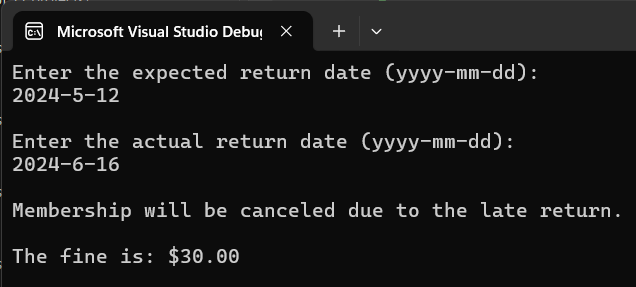 Microsoft Visual Studio Debu
Enter the expected return date (yyyy-mm-dd):
2024-5-12
Enter the actual return date (yyyy-mm-dd):
2024-6-16
Membership will be canceled due to the late return.
The fine is: $30.00